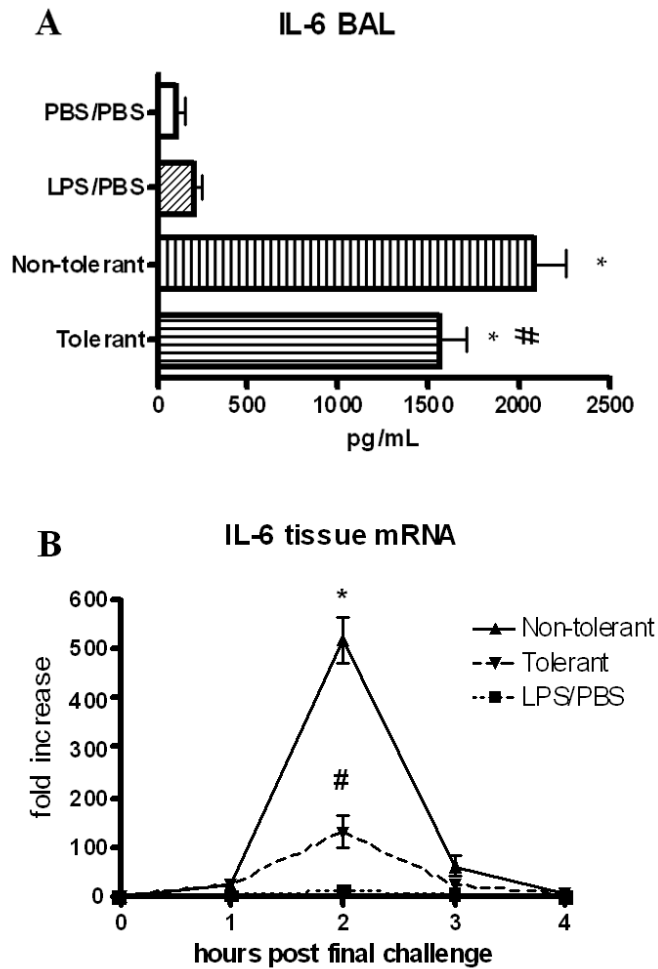 A
IL-6 BAL
PBS/PBS
LPS/PBS
Non-tolerant
*
Tolerant
* #
0 500 1000 1500 2000 2500
pg/mL
B
IL-6 tissue mRNA
600
500
400
300
200
100
0
fold increase
*
#
Non-tolerant
Tolerant
LPS/PBS
0 1 2 3 4
hours post final challenge